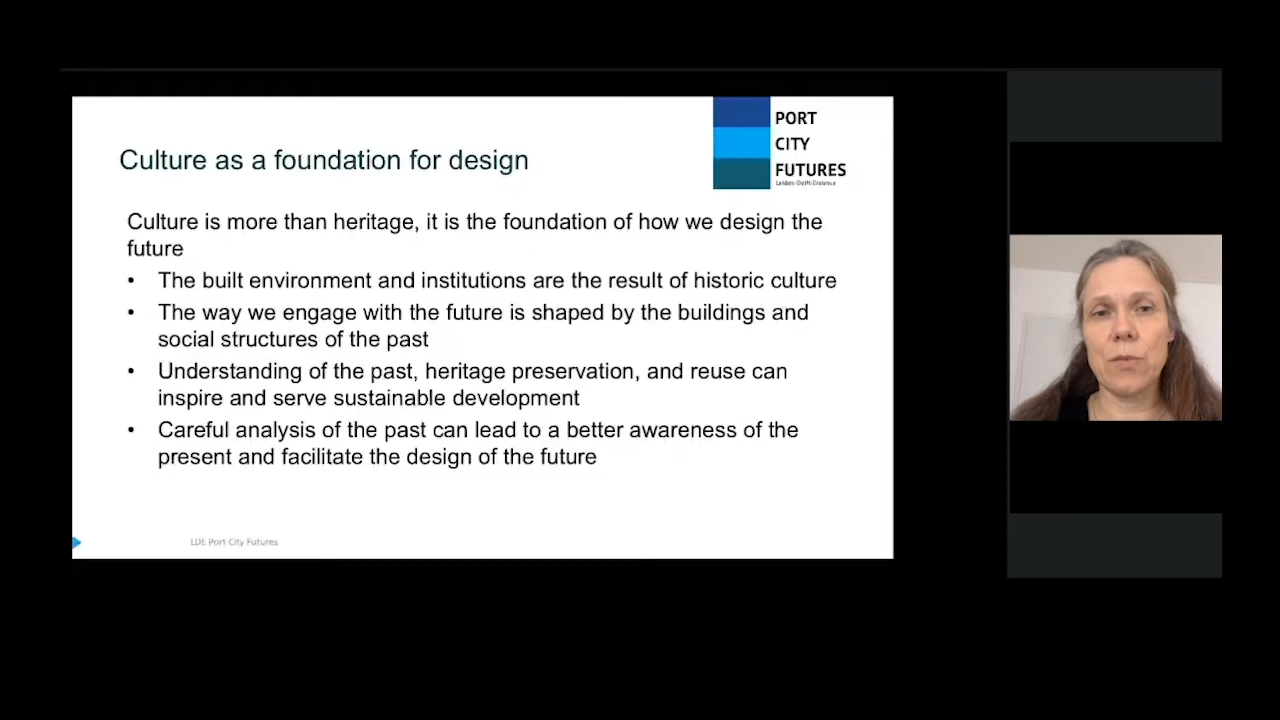 PORT
CITY
FUTURES
Leiden-Delft-Erasmus
Culture as a foundation for design
Culture is more than heritage, it is the foundation of how we design the
future
• The built environment and institutions are the result of historic culture
• The way we engage with the future is shaped by the buildings and
social structures of the past
• Understanding of the past, heritage preservation, and reuse can
inspire and serve sustainable development
• Careful analysis of the past can lead to a better awareness of the
present and facilitate the design of the future
LDE Port City Futures